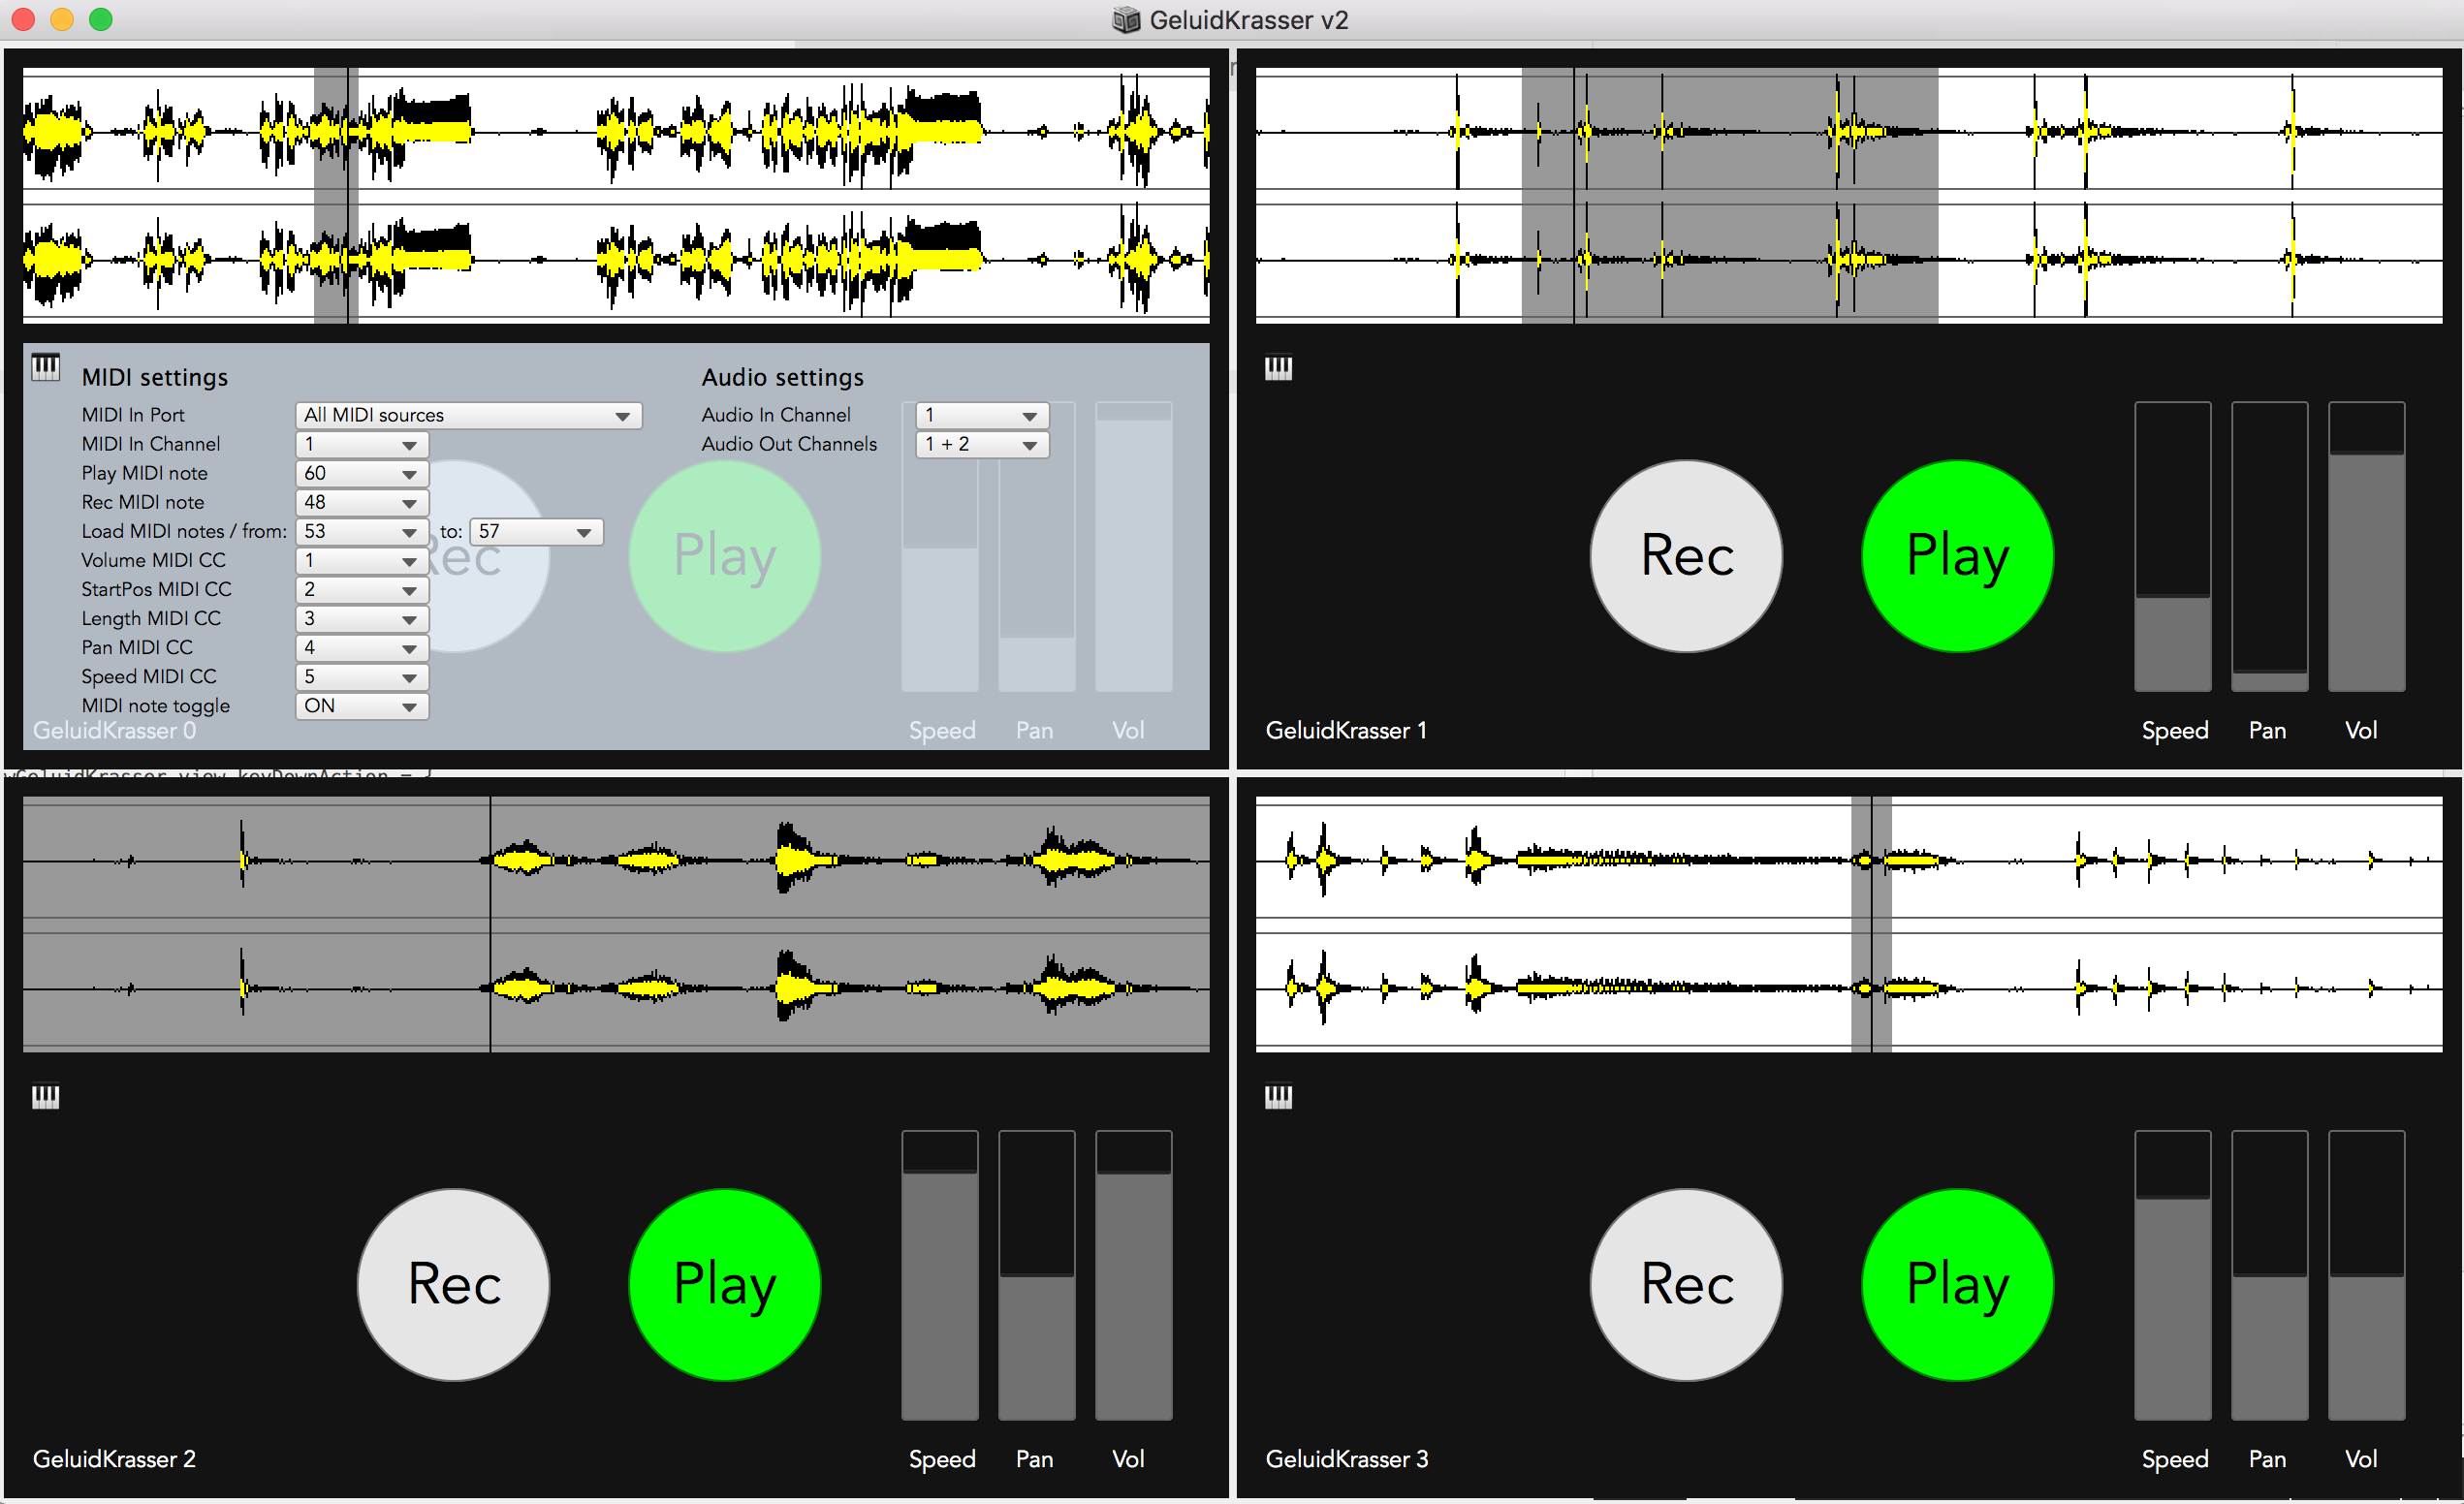 GeluidKrasser v2
MIDI settings
Audio settings
MIDI In Port All MIDI sources
Audio In Channel 1
MIDI In Channel 1
Audio Out Channels 1 + 2
Play MIDI note 60
Rec MIDI note 48
Load MIDI notes / from: 53 to: 57
Volume MIDI CC 1
StartPos MIDI CC 2
Length MIDI CC 3
Pan MIDI CC 4
Speed MIDI CC 5
MIDI note toggle ON
Rec
Play
GeluidKrasser 0
Speed Pan Vol
Rec
Play
GeluidKrasser 1
Speed Pan Vol
wGeluidKrasser.view.keyDownAction = {
Rec
Play
GeluidKrasser 2
Speed Pan Vol
Rec
Play
GeluidKrasser 3
Speed Pan Vol